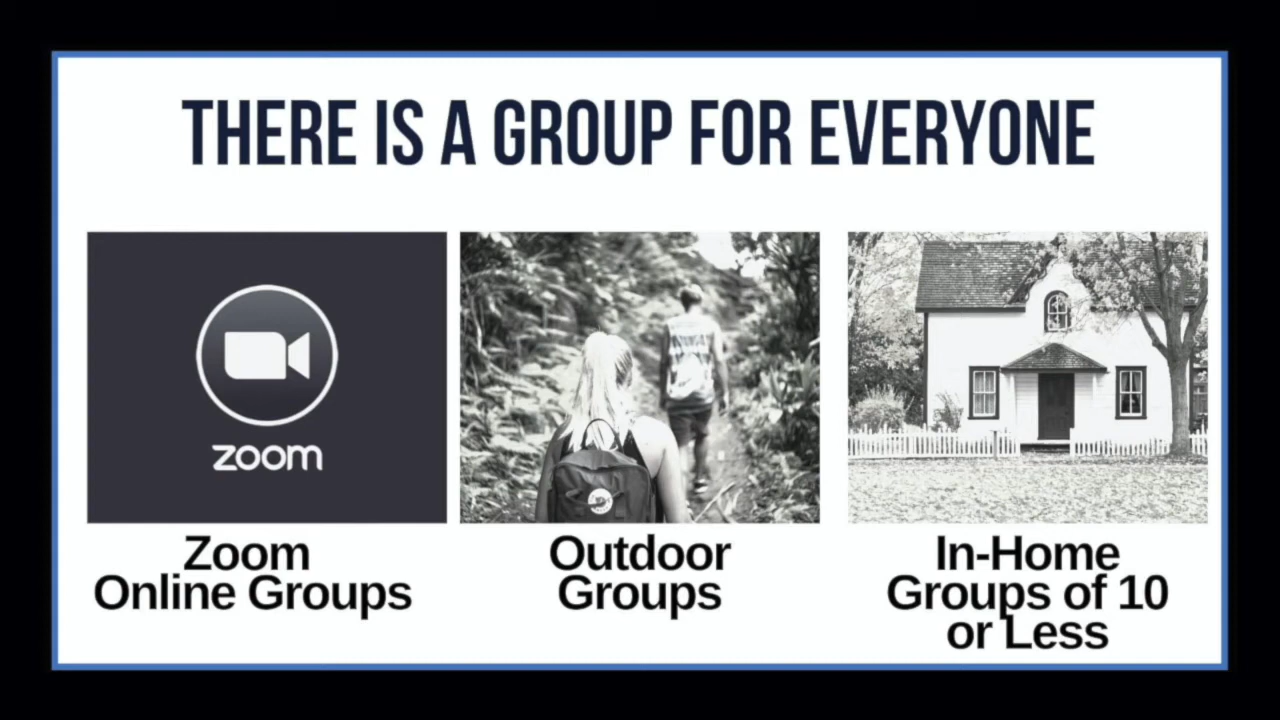 THERE IS A GROUP FOR EVERYONE
zoom
Zoom
Online Groups
Outdoor
Groups
In-Home
Groups of 10
or Less